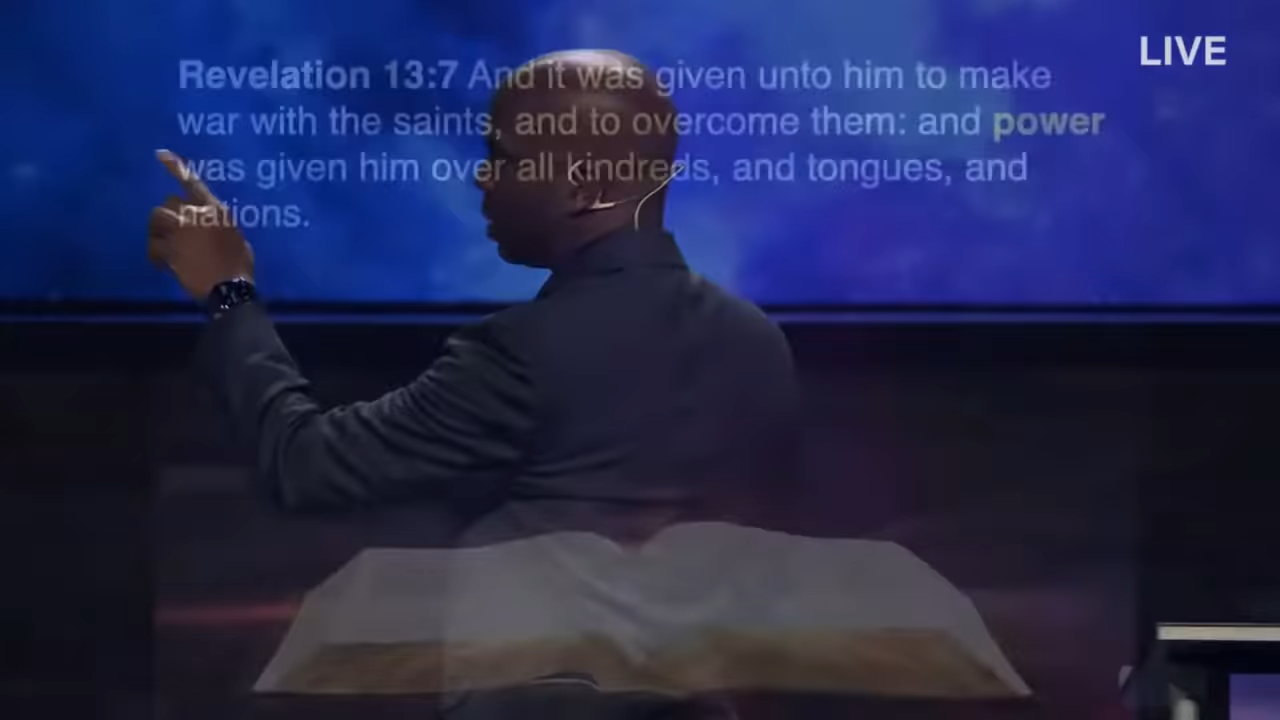 LIVE
Revelation 13:7 And it was given unto him to make
war with the saints, and to overcome them: and power
was given him over all kindreds, and tongues, and
nations.